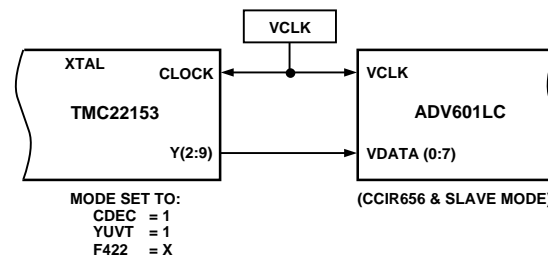 VCLK
XTAL
CLOCK
VCLK
TMC22153
ADV601LC
Y(2:9)
VDATA (0:7)
MODE SET TO:
CDEC = 1
YUVT = 1
F422 = X
(CCIR656 & SLAVE MODE)